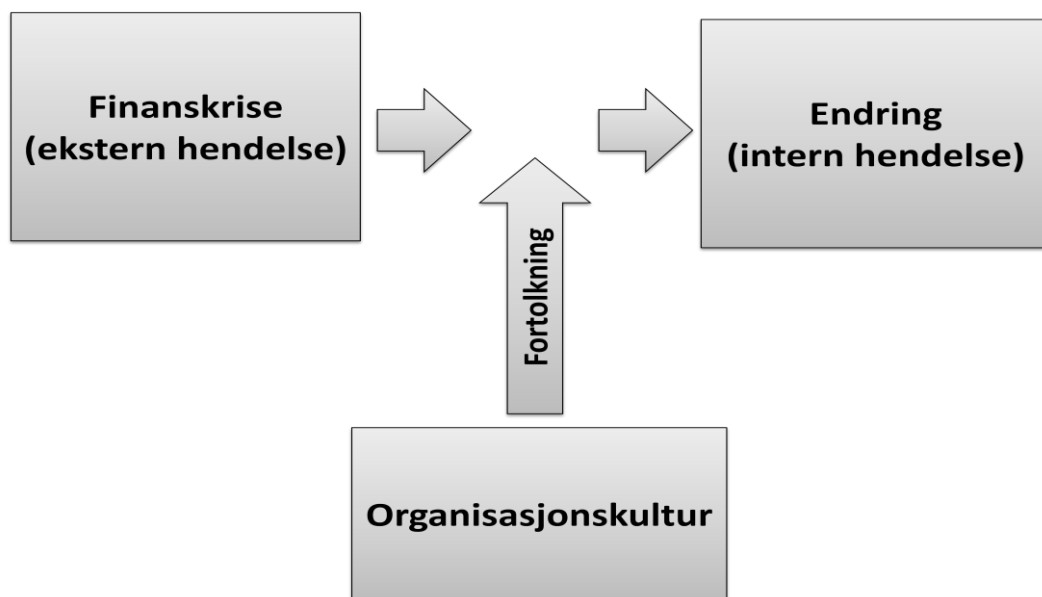 Finanskrise
(ekstern hendelse)
Endring
(intern hendelse)
Fortolkning
Organisasjonskultur